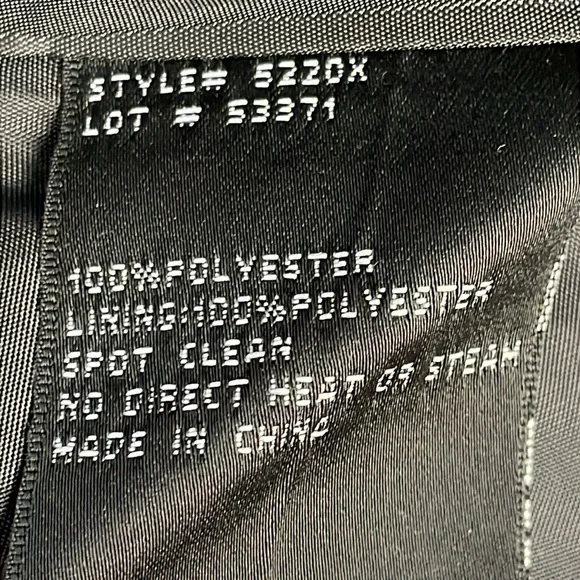 STYLE# 5220X
LOT # 53371
100%POLYESTER
LINING:100%POLYESTER
SPOT CLEAN
NO DIRECT HEAT OR STEAM
MADE IN CHINA